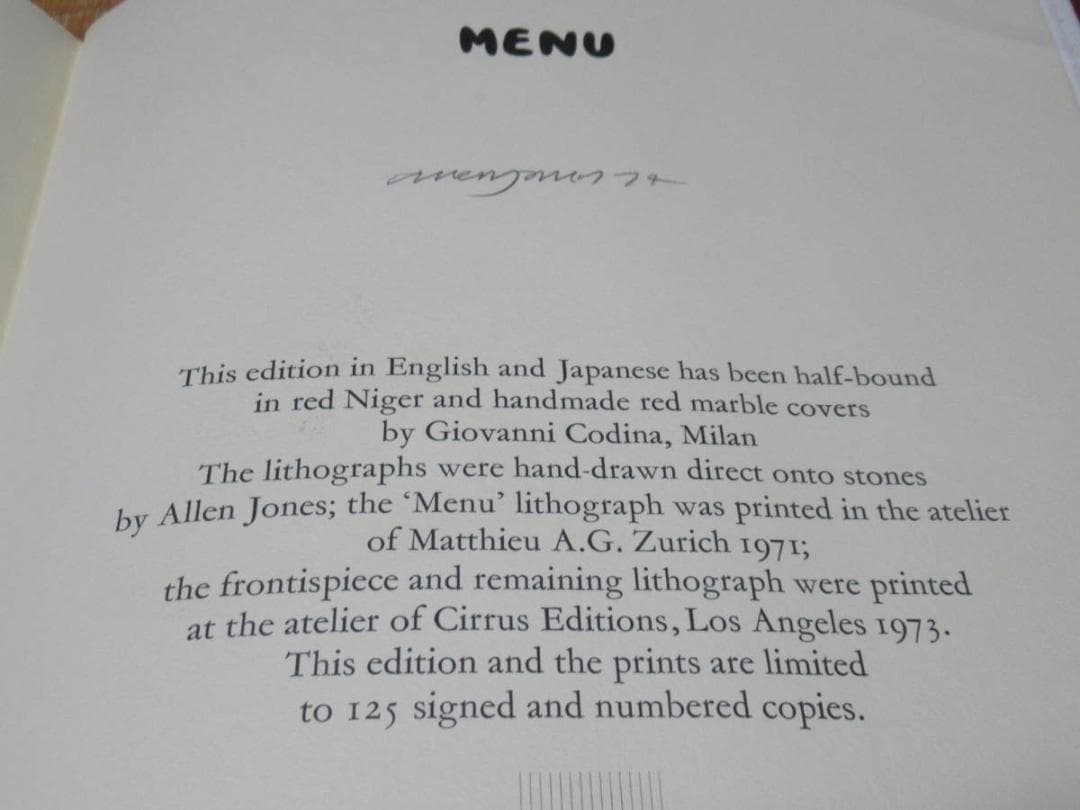 MENU
Allen Jones 74
This edition in English and Japanese has been half-bound
in red Niger and handmade red marble covers
by Giovanni Codina, Milan
The lithographs were hand-drawn direct onto stones
by Allen Jones; the ‘Menu’ lithograph was printed in the atelier
of Matthieu A.G. Zurich 1971;
the frontispiece and remaining lithograph were printed
at the atelier of Cirrus Editions, Los Angeles 1973.
This edition and the prints are limited
to 125 signed and numbered copies.